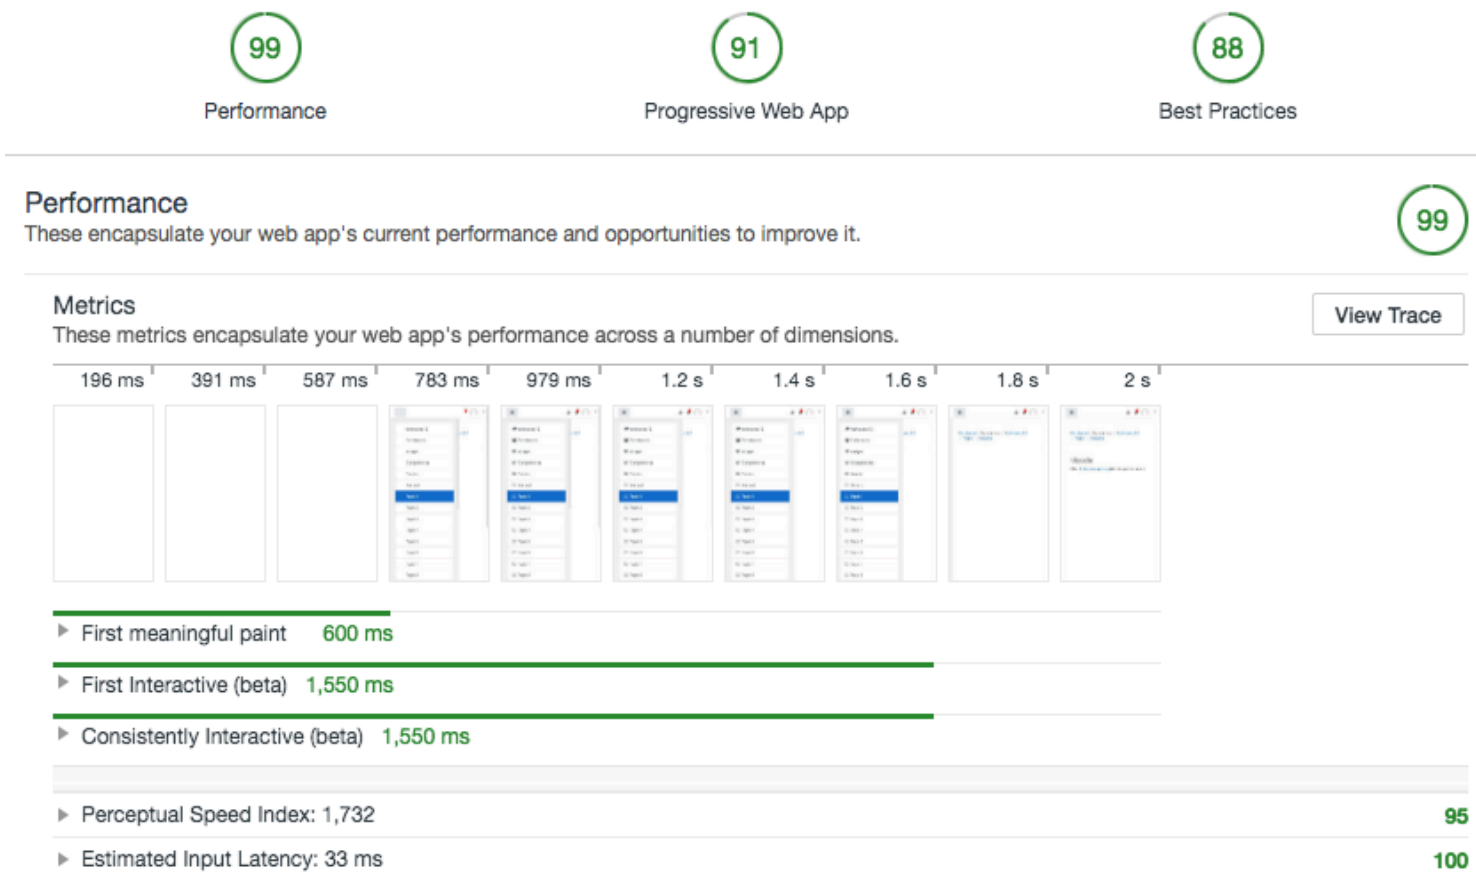 99
91
88
Performance
Progressive Web App
Best Practices
Performance
These encapsulate your web app's current performance and opportunities to improve it.
99
Metrics
These metrics encapsulate your web app's performance across a number of dimensions.
View Trace
196 ms
391 ms
587 ms
783 ms
979 ms
1.2 s
1.4 s
1.6 s
1.8 s
2 s
First meaningful paint 600 ms
First Interactive (beta) 1,550 ms
Consistently Interactive (beta) 1,550 ms
Perceptual Speed Index: 1,732 95
Estimated Input Latency: 33 ms 100